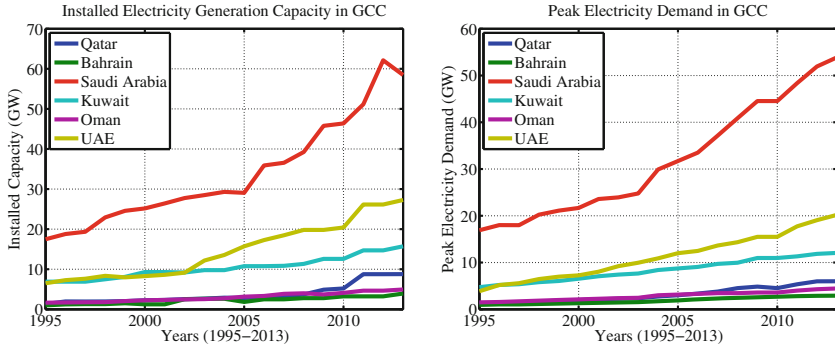 Installed Electricity Generation Capacity in GCC
70
60
50
40
30
20
10
0
Installed Capacity (GW)
Qatar
Bahrain
Saudi Arabia
Kuwait
Oman
UAE
1995 2000 2005 2010
Years (1995−2013)
Peak Electricity Demand in GCC
60
50
40
30
20
10
0
Peak Electricity Demand (GW)
Qatar
Bahrain
Saudi Arabia
Kuwait
Oman
UAE
1995 2000 2005 2010
Years (1995−2013)